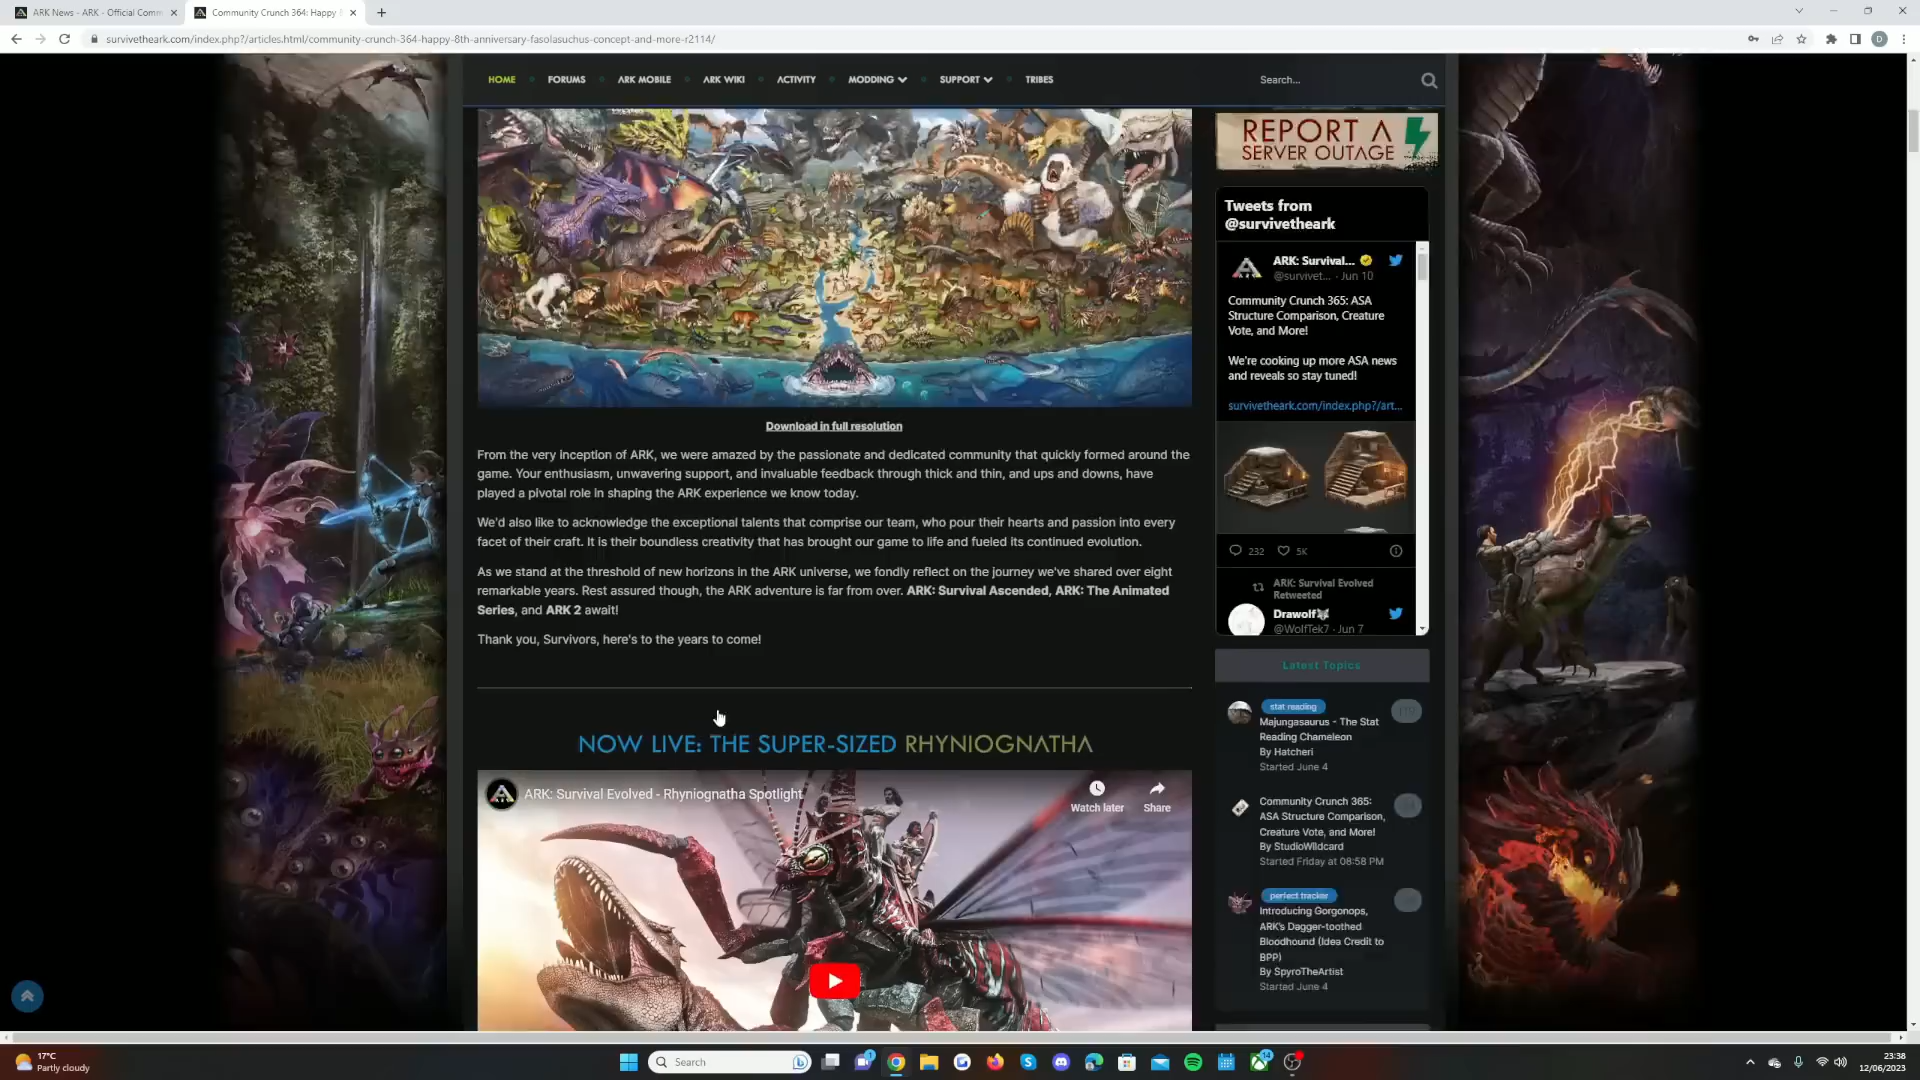 ARK News - ARK - Official Comm
Community Crunch 364: Happy
survivetheark.com/index.php?/articles.html/community-crunch-364-happy-8th-anniversary-fasolasuchus-concept-and-more-r2114/
D
HOME
FORUMS
ARK MOBILE
ARK WIKI
ACTIVITY
MODDING
SUPPORT
TRIBES
Search...
Download in full resolution
From the very inception of ARK, we were amazed by the passionate and dedicated community that quickly formed around the
game. Your enthusiasm, unwavering support, and invaluable feedback through thick and thin, and ups and downs, have
played a pivotal role in shaping the ARK experience we know today.
We'd also like to acknowledge the exceptional talents that comprise our team, who pour their hearts and passion into every
facet of their craft. It is their boundless creativity that has brought our game to life and fueled its continued evolution.
As we stand at the threshold of new horizons in the ARK universe, we fondly reflect on the journey we've shared over eight
remarkable years. Rest assured though, the ARK adventure is far from over. ARK: Survival Ascended, ARK: The Animated
Series, and ARK 2 await!
Thank you, Survivors, here's to the years to come!
NOW LIVE: THE SUPER-SIZED RHYNIOGNATHA
ARK: Survival Evolved - Rhyniognatha Spotlight
Watch later
Share
REPORT A
SERVER OUTAGE
Tweets from
@survivetheark
ARK: Survival...
@survivet... · Jun 10
Community Crunch 365: ASA
Structure Comparison, Creature
Vote, and More!
We're cooking up more ASA news
and reveals so stay tuned!
survivetheark.com/index.php?/art...
232
5K
ARK: Survival Evolved
Retweeted
Drawolf
@WolfTek7 · Jun 7
Latest Topics
stat reading
Majungasaurus - The Stat
Reading Chameleon
By Hatcheri
Started June 4
Community Crunch 365:
ASA Structure Comparison,
Creature Vote, and More!
By StudioWildcard
Started Friday at 08:58 PM
perfect tracker
Introducing Gorgonops,
ARK's Dagger-toothed
Bloodhound (Idea Credit to
BPP)
By SpyroTheArtist
Started June 4
17°C
Partly cloudy
Search
1
14
23:38
12/06/2023